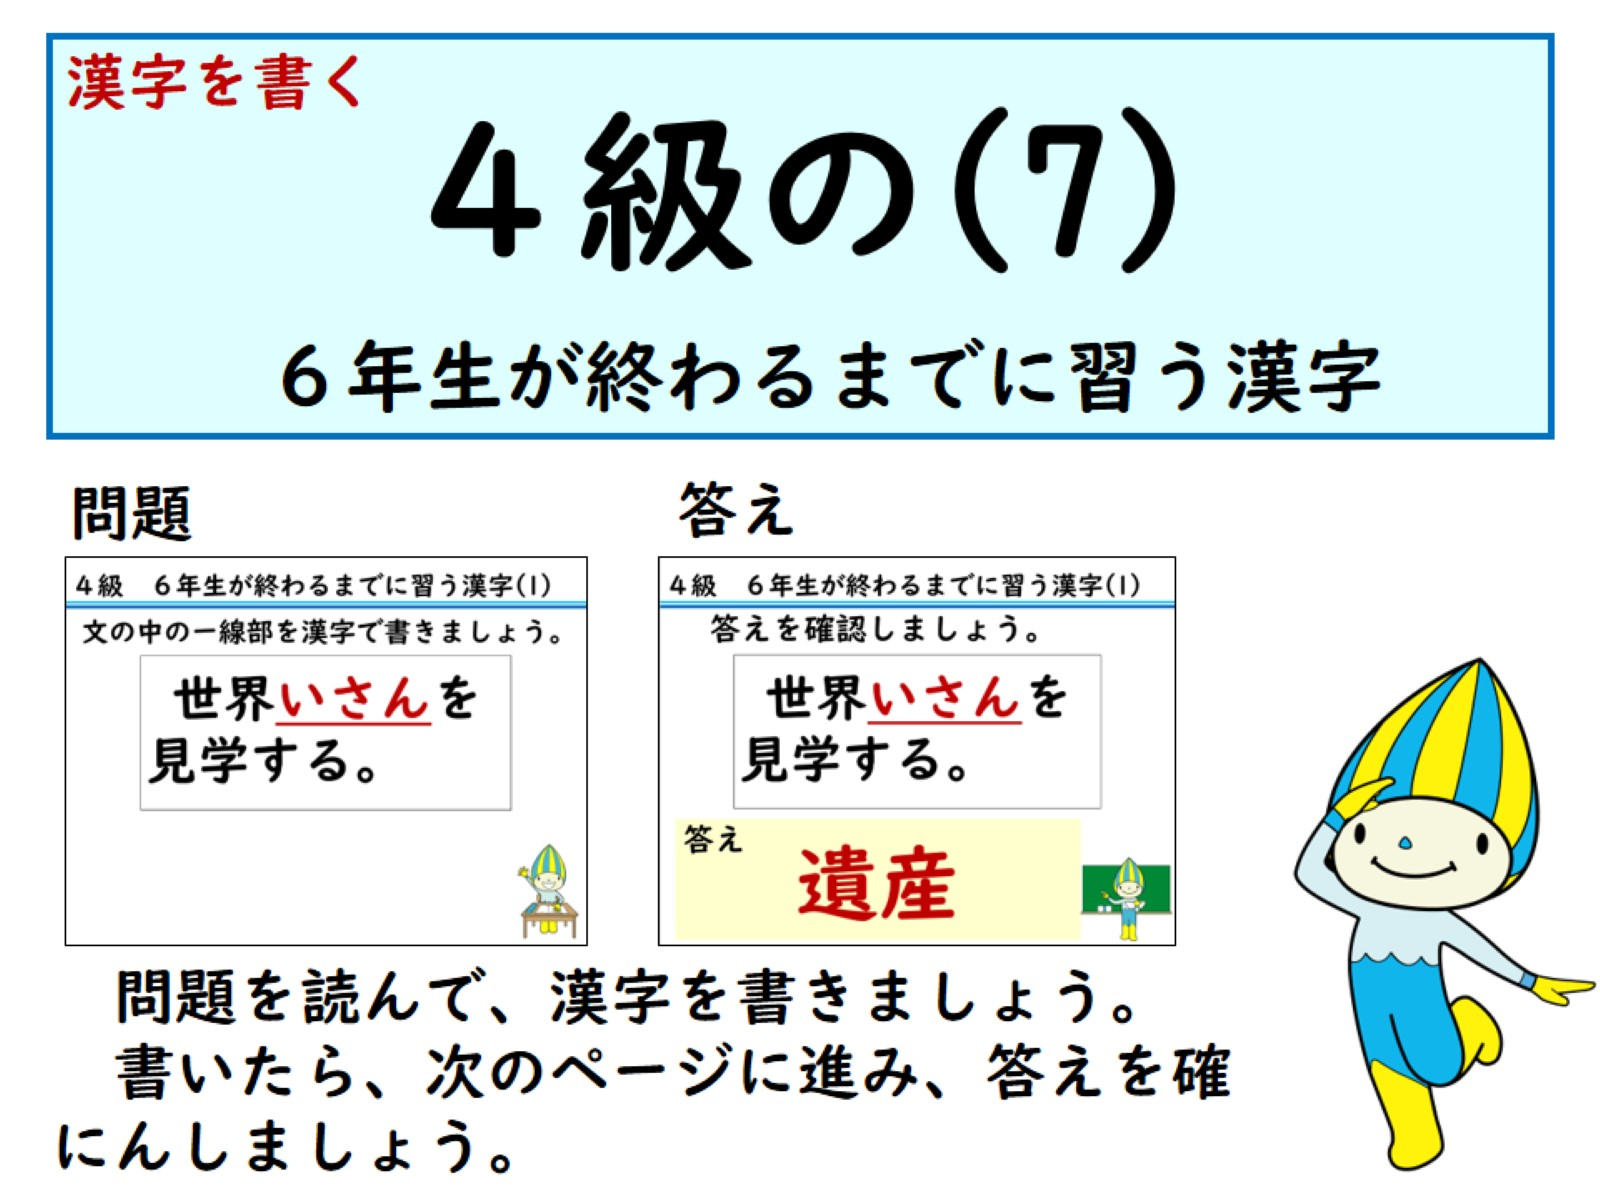 漢字を書く
４級の(7)
６年生が終わるまでに習う漢字
問題
４級　６年生が終わるまでに習う漢字(1)
文の中の一線部を漢字で書きましょう。
世界いさんを
見学する。
答え
４級　６年生が終わるまでに習う漢字(1)
答えを確認しましょう。
世界いさんを
見学する。
答え
遺産
問題を読んで、漢字を書きましょう。
書いたら、次のページに進み、答えを確
にんしましょう。